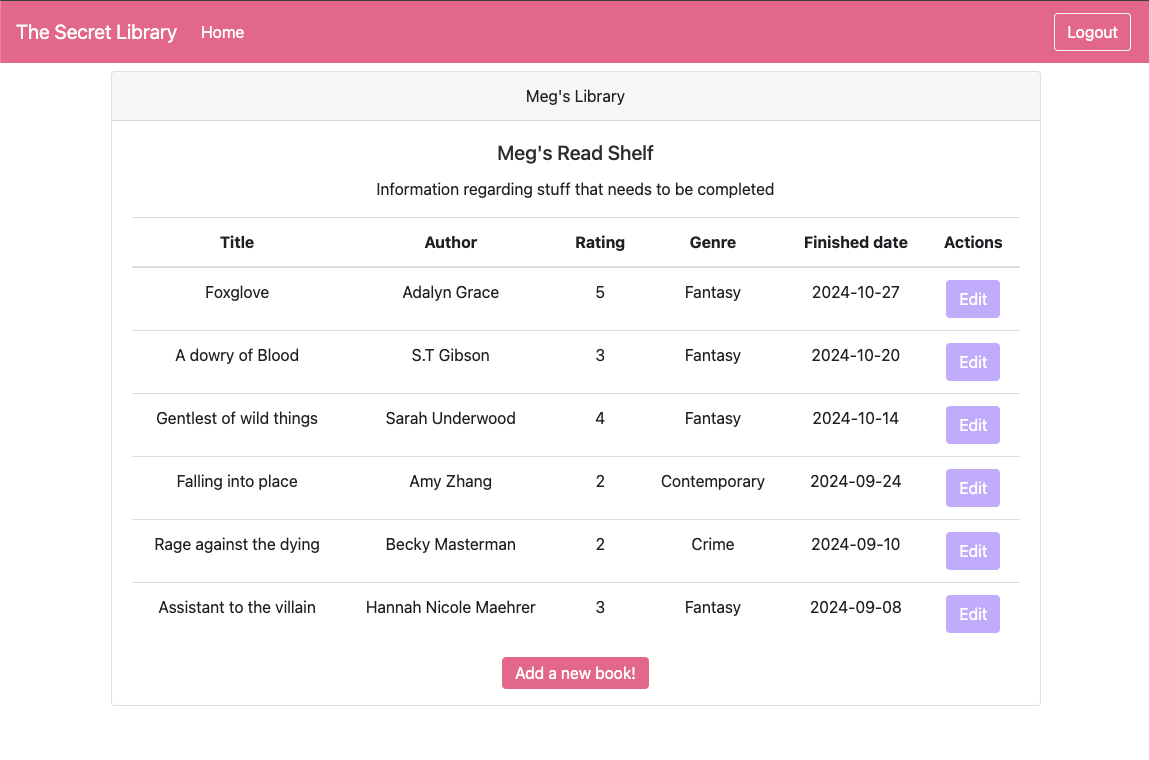 The Secret Library Home Logout
Meg's Library
Meg's Read Shelf
Information regarding stuff that needs to be completed
Title Author Rating Genre Finished date Actions
Foxglove Adalyn Grace 5 Fantasy 2024-10-27 Edit
A dowry of Blood S.T Gibson 3 Fantasy 2024-10-20 Edit
Gentlest of wild things Sarah Underwood 4 Fantasy 2024-10-14 Edit
Falling into place Amy Zhang 2 Contemporary 2024-09-24 Edit
Rage against the dying Becky Masterman 2 Crime 2024-09-10 Edit
Assistant to the villain Hannah Nicole Maehrer 3 Fantasy 2024-09-08 Edit
Add a new book!